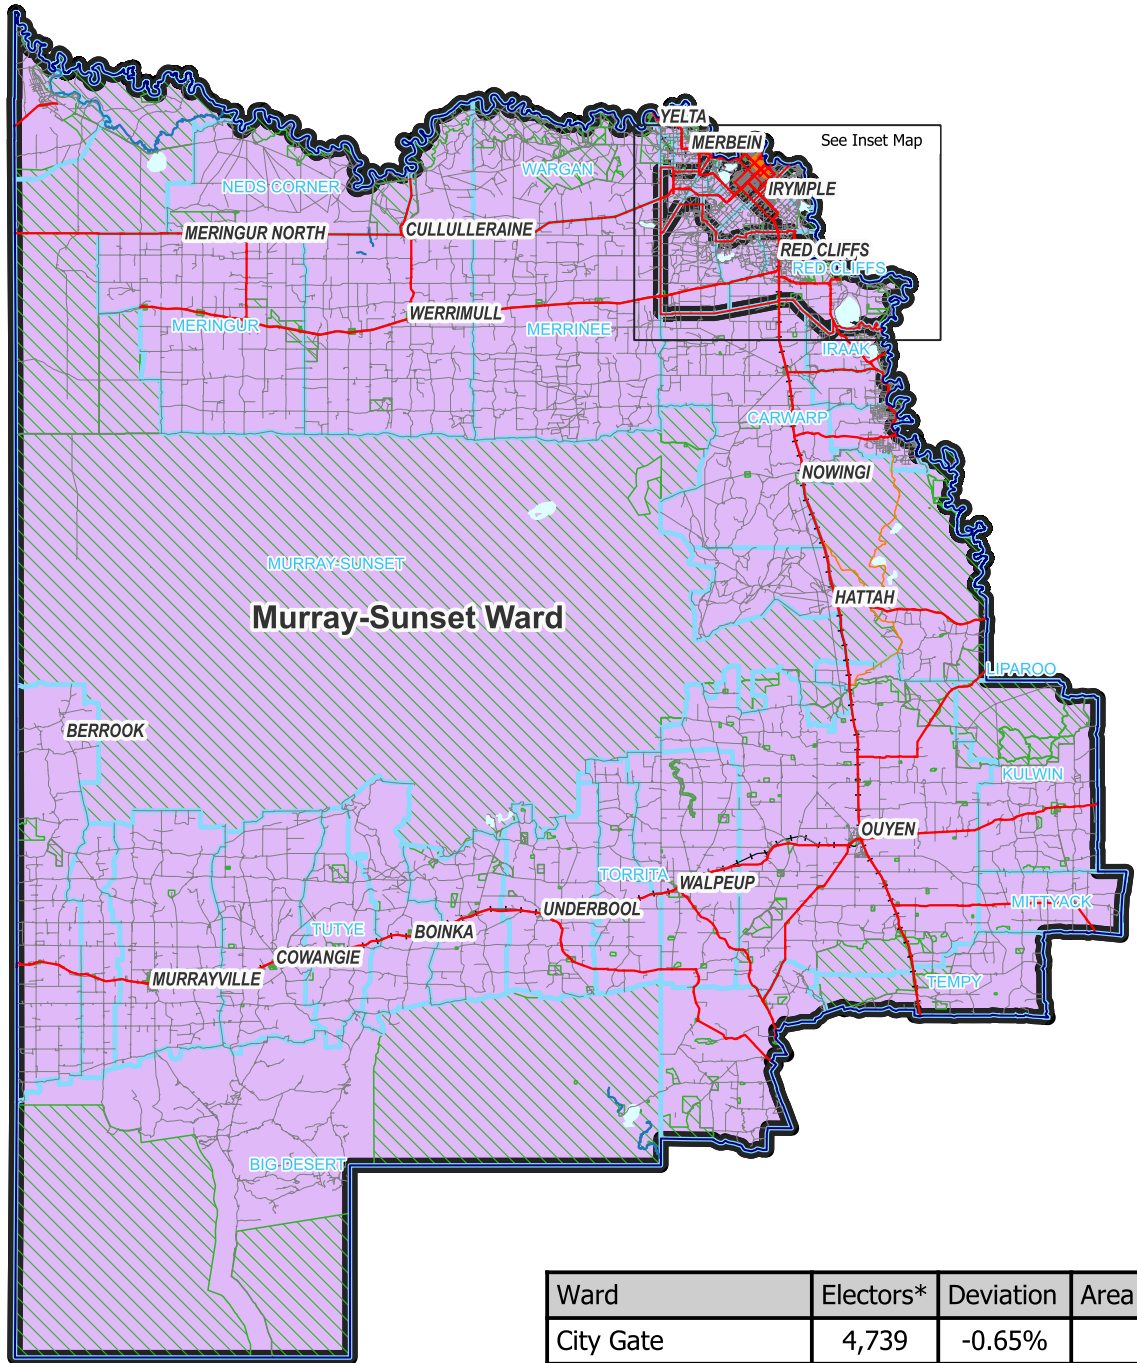 YELTA
MERBEIN
See Inset Map
WARGAN
NEDS CORNER
IRYMPLE
MERINGUR NORTH
CULLULLERAINE
RED CLIFFS
RED CLIFFS
WERRIMULL
MERINGUR
MERRINEE
IRAAK
CARWARP
NOWINGI
MURRAY-SUNSET
HATTAH
Murray-Sunset Ward
LIPAROO
BERROOK
KULWIN
OUYEN
TORRITA
WALPEUP
MITTYACK
UNDERBOOL
TUTYE
BOINKA
COWANGIE
MURRAYVILLE
TEMPY
BIG DESERT
Ward Electors* Deviation Area
City Gate 4,739 -0.65%